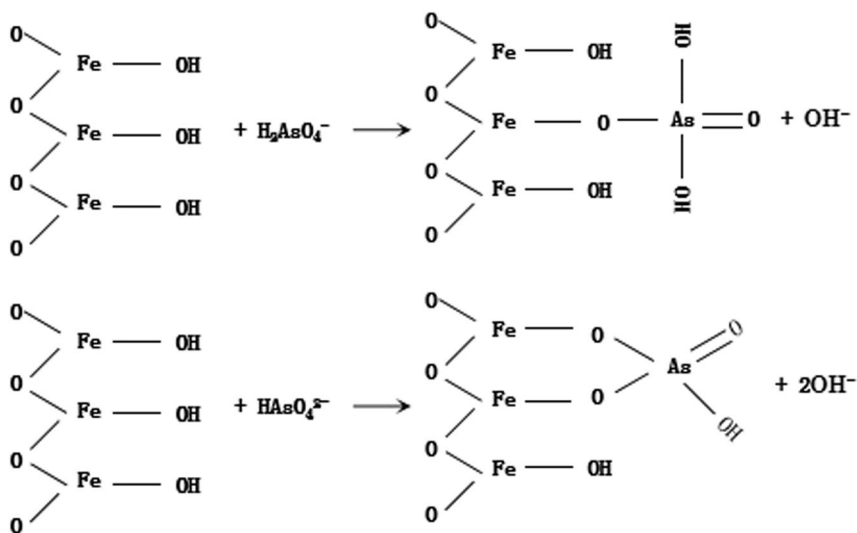 O
Fe — OH
O
Fe — OH
O
Fe — OH
O
+ H₂AsO₄⁻ →
O
Fe — OH
O
Fe — O — As = O
OH
OH
O
Fe — OH
O
+ OH⁻
O
Fe — OH
O
Fe — OH
O
Fe — OH
O
+ HAsO₄²⁻ →
O
Fe — O
O
Fe — O
As = O
OH
O
Fe — OH
O
+ 2OH⁻